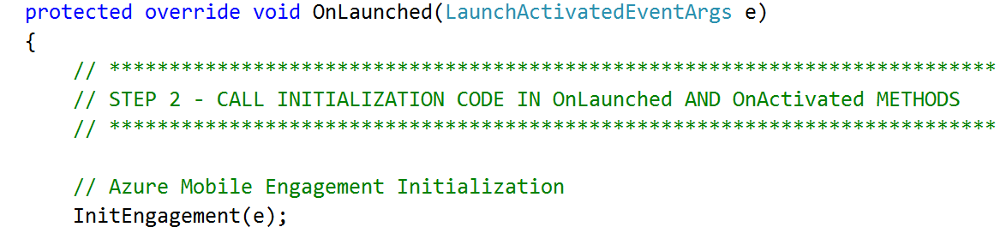 protected override void OnLaunched(LaunchActivatedEventArgs e)
{
// **************************************************************************
// STEP 2 - CALL INITIALIZATION CODE IN OnLaunched AND OnActivated METHODS
// **************************************************************************
// Azure Mobile Engagement Initialization
InitEngagement(e);